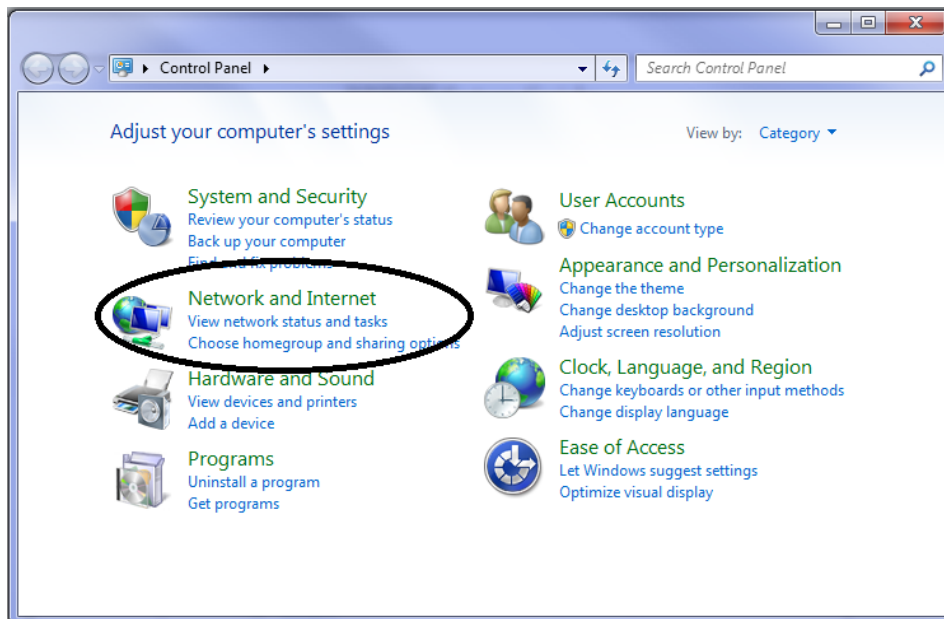 Control Panel
Search Control Panel
Adjust your computer's settings
View by: Category
System and Security
Review your computer's status
Back up your computer
Find and fix problems
Network and Internet
View network status and tasks
Choose homegroup and sharing options
Hardware and Sound
View devices and printers
Add a device
Programs
Uninstall a program
Get programs
User Accounts
Change account type
Appearance and Personalization
Change the theme
Change desktop background
Adjust screen resolution
Clock, Language, and Region
Change keyboards or other input methods
Change display language
Ease of Access
Let Windows suggest settings
Optimize visual display